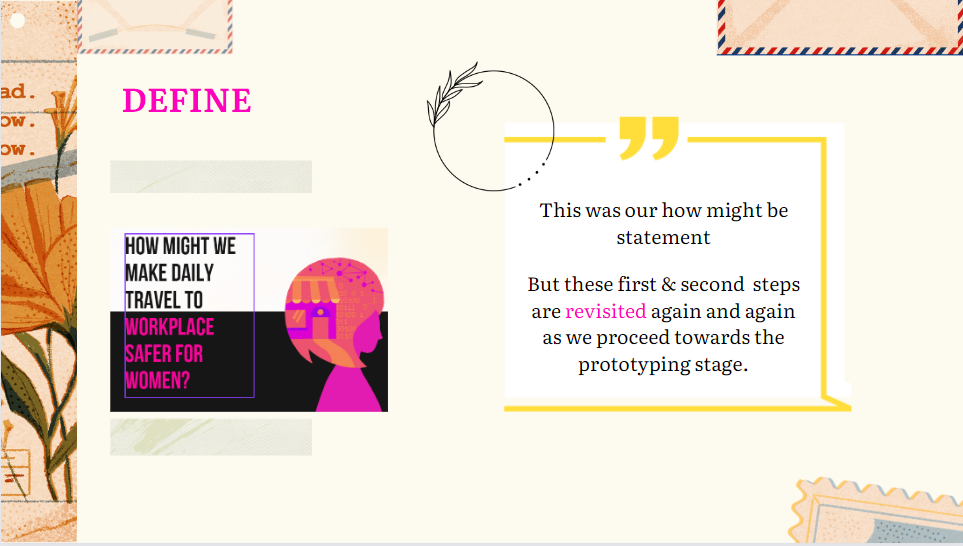 ad.
ow.
ow.
DEFINE
HOW MIGHT WE
MAKE DAILY
TRAVEL TO
WORKPLACE
SAFER FOR
WOMEN?
This was our how might be
statement
But these first & second steps
are revisited again and again
as we proceed towards the
prototyping stage.